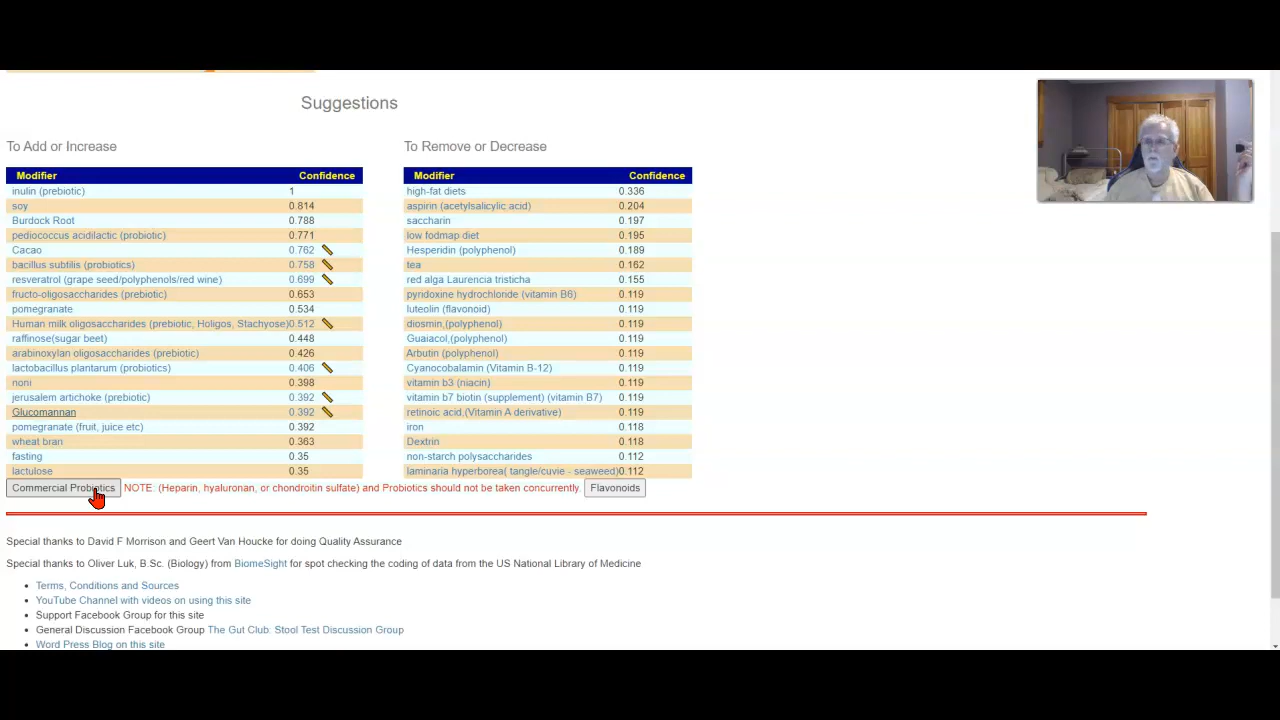 Suggestions
To Add or Increase
Modifier Confidence
inulin (prebiotic) 1
soy 0.814
Burdock Root 0.788
pediococcus acidilactic (probiotic) 0.771
Cacao 0.762
bacillus subtilis (probiotics) 0.758
resveratrol (grape seed/polyphenols/red wine) 0.699
fructo-oligosaccharides (prebiotic) 0.653
pomegranate 0.534
Human milk oligosaccharides (prebiotic, Holigos, Stachyose) 0.512
raffinose(sugar beet) 0.448
arabinoxylan oligosaccharides (prebiotic) 0.426
lactobacillus plantarum (probiotics) 0.406
noni 0.398
jerusalem artichoke (prebiotic) 0.392
Glucomannan 0.392
pomegranate (fruit, juice etc) 0.392
wheat bran 0.363
fasting 0.35
lactulose 0.35
To Remove or Decrease
Modifier Confidence
high-fat diets 0.336
aspirin (acetylsalicylic acid) 0.204
saccharin 0.197
low fodmap diet 0.195
Hesperidin (polyphenol) 0.189
tea 0.162
red alga Laurencia tristicha 0.155
pyridoxine hydrochloride (vitamin B6) 0.119
luteolin (flavonoid) 0.119
diosmin,(polyphenol) 0.119
Guaiacol,(polyphenol) 0.119
Arbutin (polyphenol) 0.119
Cyanocobalamin (Vitamin B-12) 0.119
vitamin b3 (niacin) 0.119
vitamin b7 biotin (supplement) (vitamin B7) 0.119
retinoic acid,(Vitamin A derivative) 0.119
iron 0.118
Dextrin 0.118
non-starch polysaccharides 0.112
laminaria hyperborea( tangle/cuvie - seaweed) 0.112
Commercial Probiotics NOTE: (Heparin, hyaluronan, or chondroitin sulfate) and Probiotics should not be taken concurrently. Flavonoids
Special thanks to David F Morrison and Geert Van Houcke for doing Quality Assurance
Special thanks to Oliver Luk, B.Sc. (Biology) from BiomeSight for spot checking the coding of data from the US National Library of Medicine
Terms, Conditions and Sources
YouTube Channel with videos on using this site
Support Facebook Group for this site
General Discussion Facebook Group The Gut Club: Stool Test Discussion Group
Word Press Blog on this site